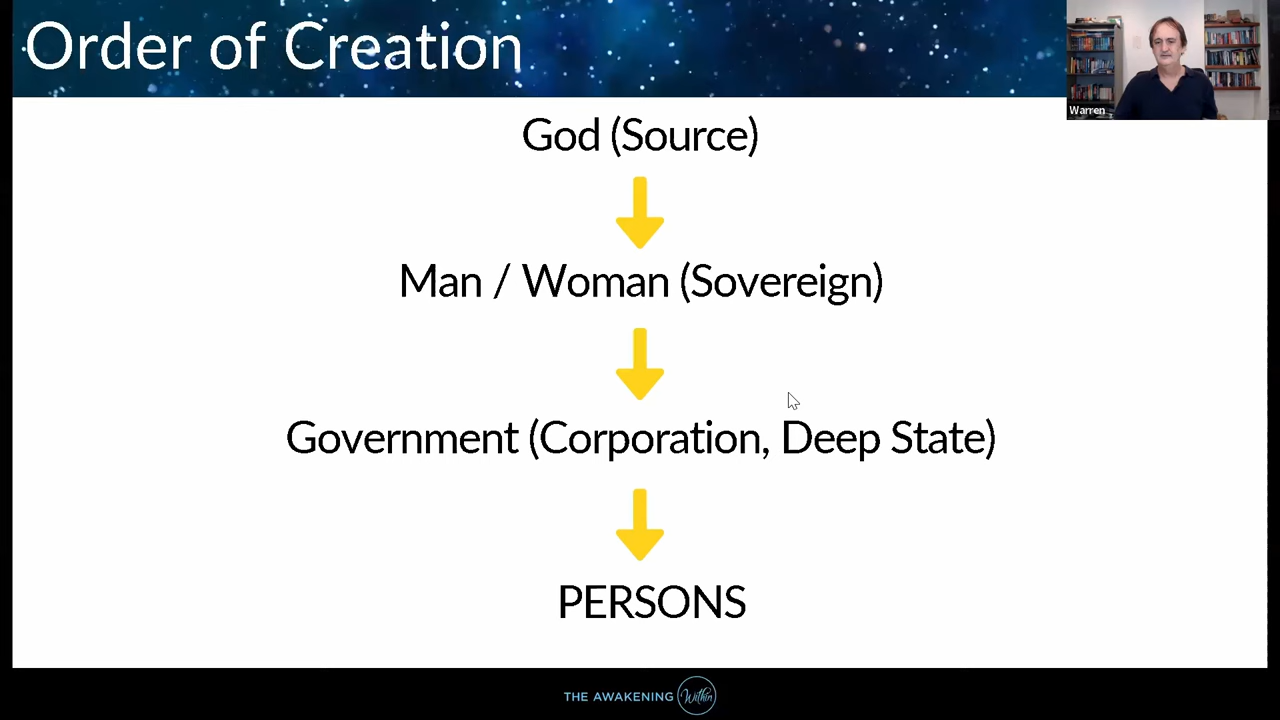 Order of Creation
Warren
God (Source)
Man / Woman (Sovereign)
Government (Corporation, Deep State)
PERSONS
THE AWAKENING Within